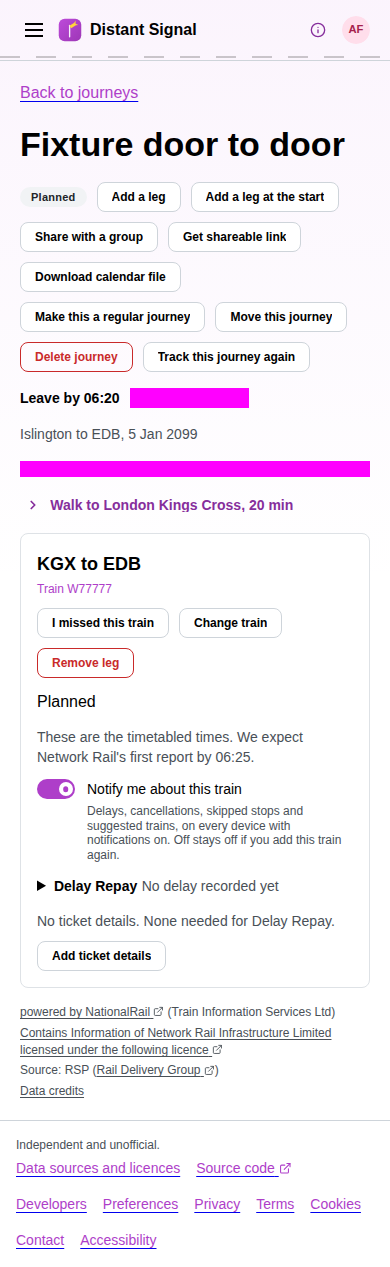 Distant Signal
AF
Back to journeys
Fixture door to door
Planned
Add a leg
Add a leg at the start
Share with a group
Get shareable link
Download calendar file
Make this a regular journey
Move this journey
Delete journey
Track this journey again
Leave by 06:20
Islington to EDB, 5 Jan 2099
Walk to London Kings Cross, 20 min
KGX to EDB
Train W77777
I missed this train
Change train
Remove leg
Planned
These are the timetabled times. We expect
Network Rail's first report by 06:25.
Notify me about this train
Delays, cancellations, skipped stops and
suggested trains, on every device with
notifications on. Off stays off if you add this train
again.
Delay Repay No delay recorded yet
No ticket details. None needed for Delay Repay.
Add ticket details
powered by NationalRail (Train Information Services Ltd)
Contains Information of Network Rail Infrastructure Limited
licensed under the following licence
Source: RSP (Rail Delivery Group)
Data credits
Independent and unofficial.
Data sources and licences Source code
Developers Preferences Privacy Terms Cookies
Contact Accessibility